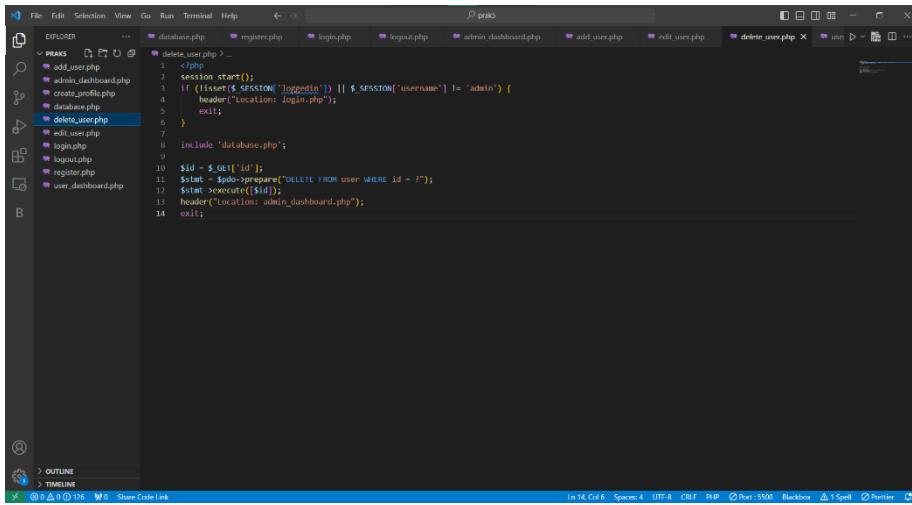 File Edit Selection View Go Run Terminal Help
prak5
EXPLORER
PRAK5
add_user.php
admin_dashboard.php
create_profile.php
database.php
delete_user.php
edit_user.php
login.php
logout.php
register.php
user_dashboard.php
OUTLINE
TIMELINE
database.php register.php login.php logout.php admin_dashboard.php add_user.php edit_user.php delete_user.php
delete_user.php > ...
1 <?php
2 session_start();
3 if (!isset($_SESSION['loggedin']) || $_SESSION['username'] != 'admin') {
4 header("Location: login.php");
5 exit;
6 }
7
8 include 'database.php';
9
10 $id = $_GET['id'];
11 $stmt = $pdo->prepare("DELETE FROM user WHERE id = ?");
12 $stmt->execute([$id]);
13 header("Location: admin_dashboard.php");
14 exit;
0 0 126 0 Share Code Link Ln 14, Col 6 Spaces: 4 UTF-8 CRLF PHP Port : 5500 Blackbox 1 Spell Prettier